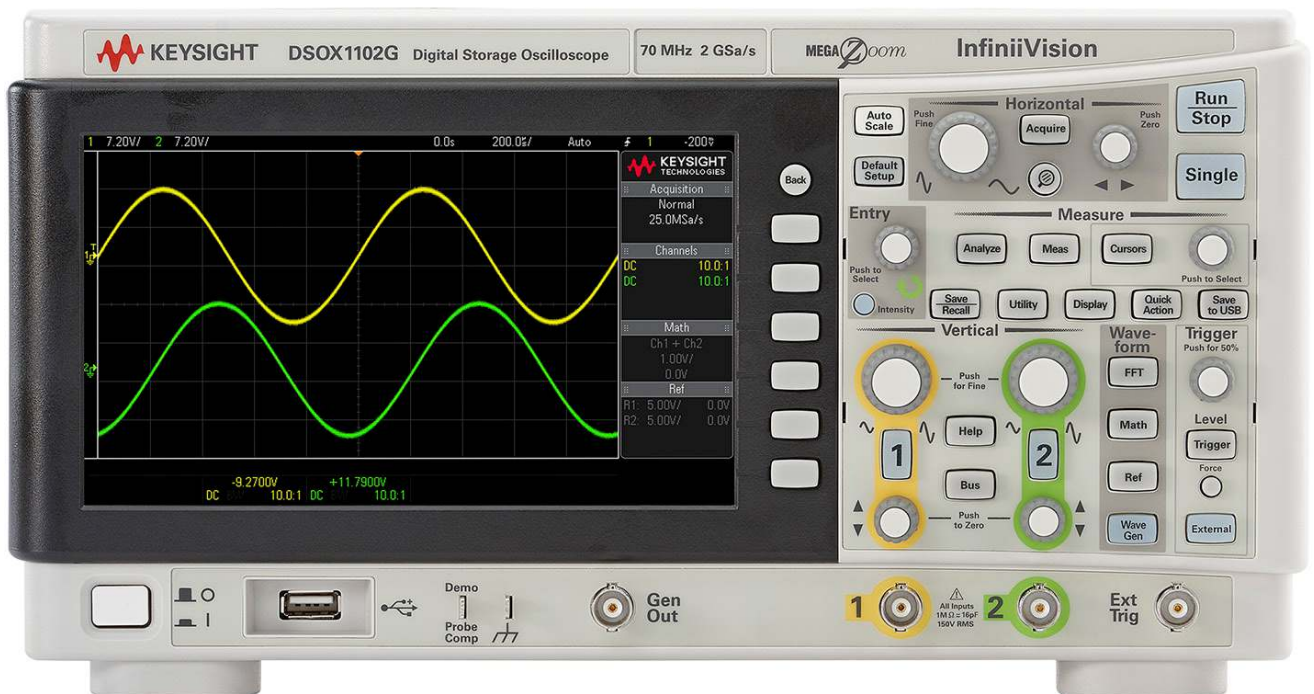 KEYSIGHT DSOX1102G Digital Storage Oscilloscope 70 MHz 2 GSa/s MEGA Zoom InfiniiVision
1 7.20V/ 2 7.20V/ 0.0s 200.0s/ Auto 1 -200
KEYSIGHT
TECHNOLOGIES
Acquisition
Normal
25.0MSa/s
Channels
DC 10.0:1
DC 10.0:1
Math
Ch1 + Ch2
1.00V/
0.0V
Ref
R1: 5.00V/ 0.0V
R2: 5.00V/ 0.0V
T
1
2
-9.2700V +11.7900V
DC BW 10.0:1 DC BW 10.0:1
Back
Auto
Scale
Default
Setup
Horizontal
Push
Fine
Acquire
Push
Zero
Run
Stop
Single
Entry
Push to
Select
Intensity
Measure
Analyze
Meas
Cursors
Push to Select
Save
Recall
Utility
Display
Quick
Action
Save
to USB
Vertical
Push
for Fine
1
Help
2
Bus
Push
to Zero
Wave-
form
FFT
Math
Ref
Wave
Gen
Trigger
Push for 50%
Level
Trigger
Force
External
Demo
Probe
Comp
Gen
Out
1
All Inputs
1M Ω = 16pF
150V RMS
2
Ext
Trig